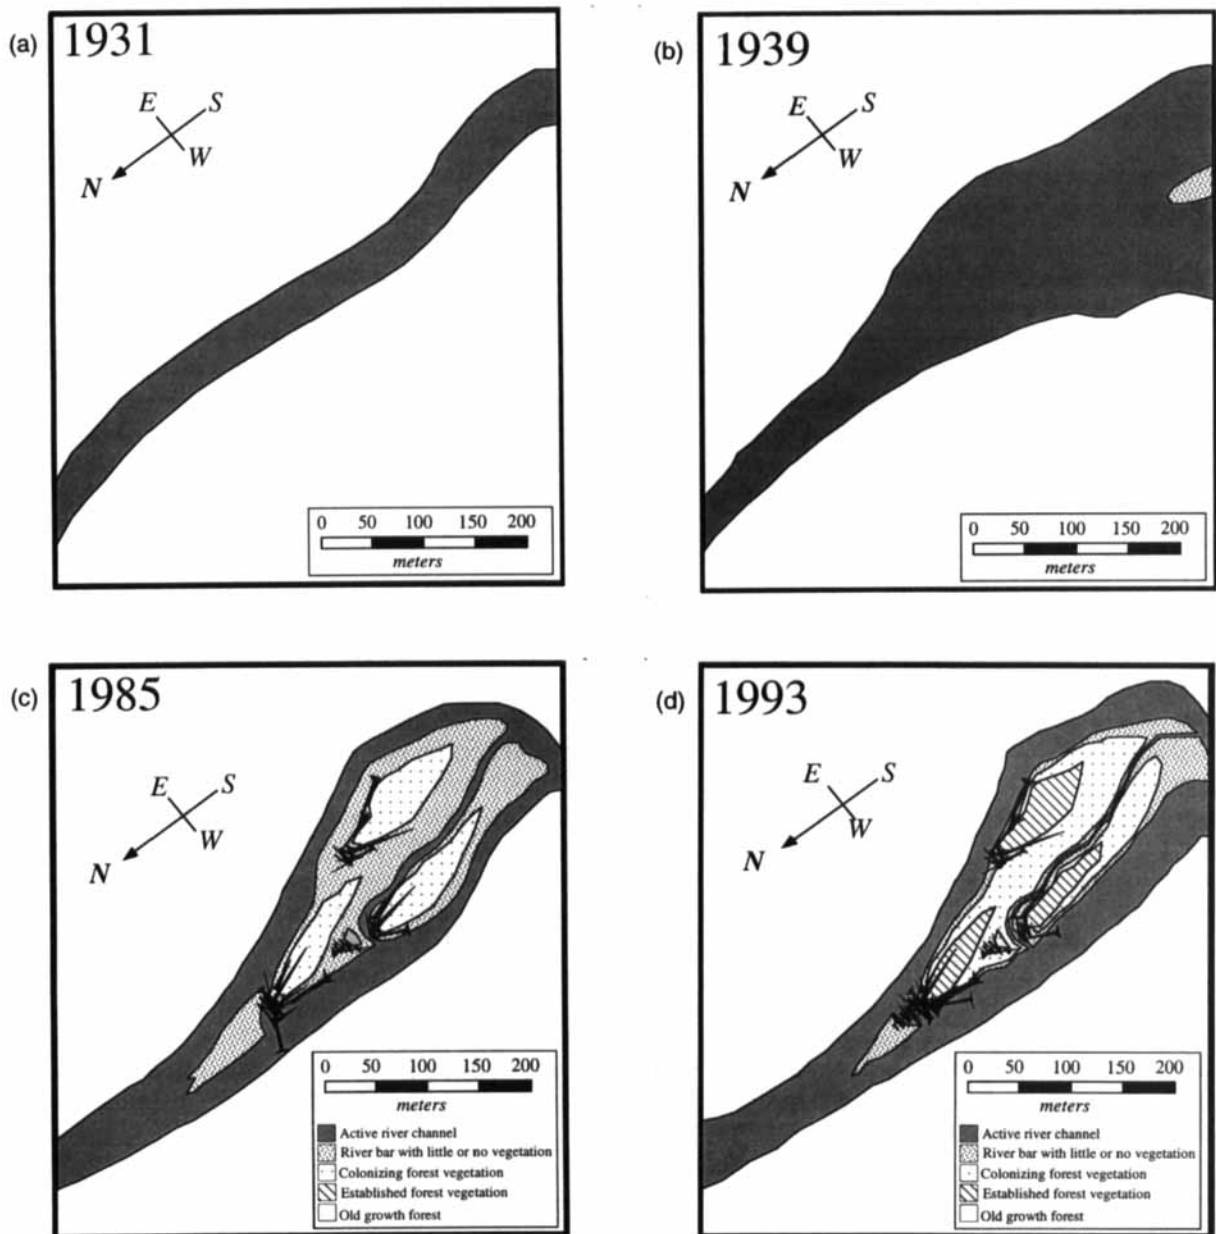 (a) 1931
E S
N W
0 50 100 150 200
meters
(b) 1939
E S
N W
0 50 100 150 200
meters
(c) 1985
E S
N W
0 50 100 150 200
meters
Active river channel
River bar with little or no vegetation
Colonizing forest vegetation
Established forest vegetation
Old growth forest
(d) 1993
E S
N W
0 50 100 150 200
meters
Active river channel
River bar with little or no vegetation
Colonizing forest vegetation
Established forest vegetation
Old growth forest